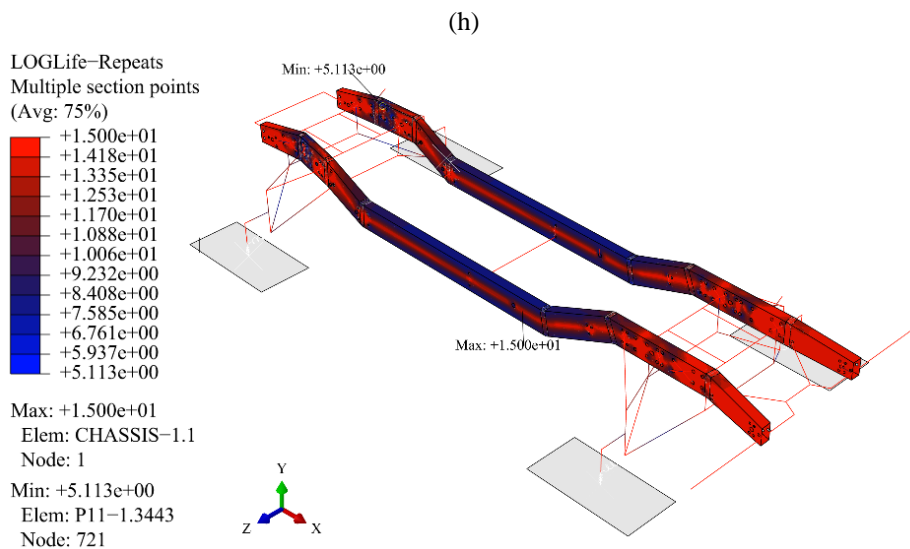 (h)
LOGLife−Repeats
Multiple section points
(Avg: 75%)
+1.500e+01
+1.418e+01
+1.335e+01
+1.253e+01
+1.170e+01
+1.088e+01
+1.006e+01
+9.232e+00
+8.408e+00
+7.585e+00
+6.761e+00
+5.937e+00
+5.113e+00
Max: +1.500e+01
Elem: CHASSIS−1.1
Node: 1
Min: +5.113e+00
Elem: P11−1.3443
Node: 721
Min: +5.113e+00
Max: +1.500e+01
Y
Z
X